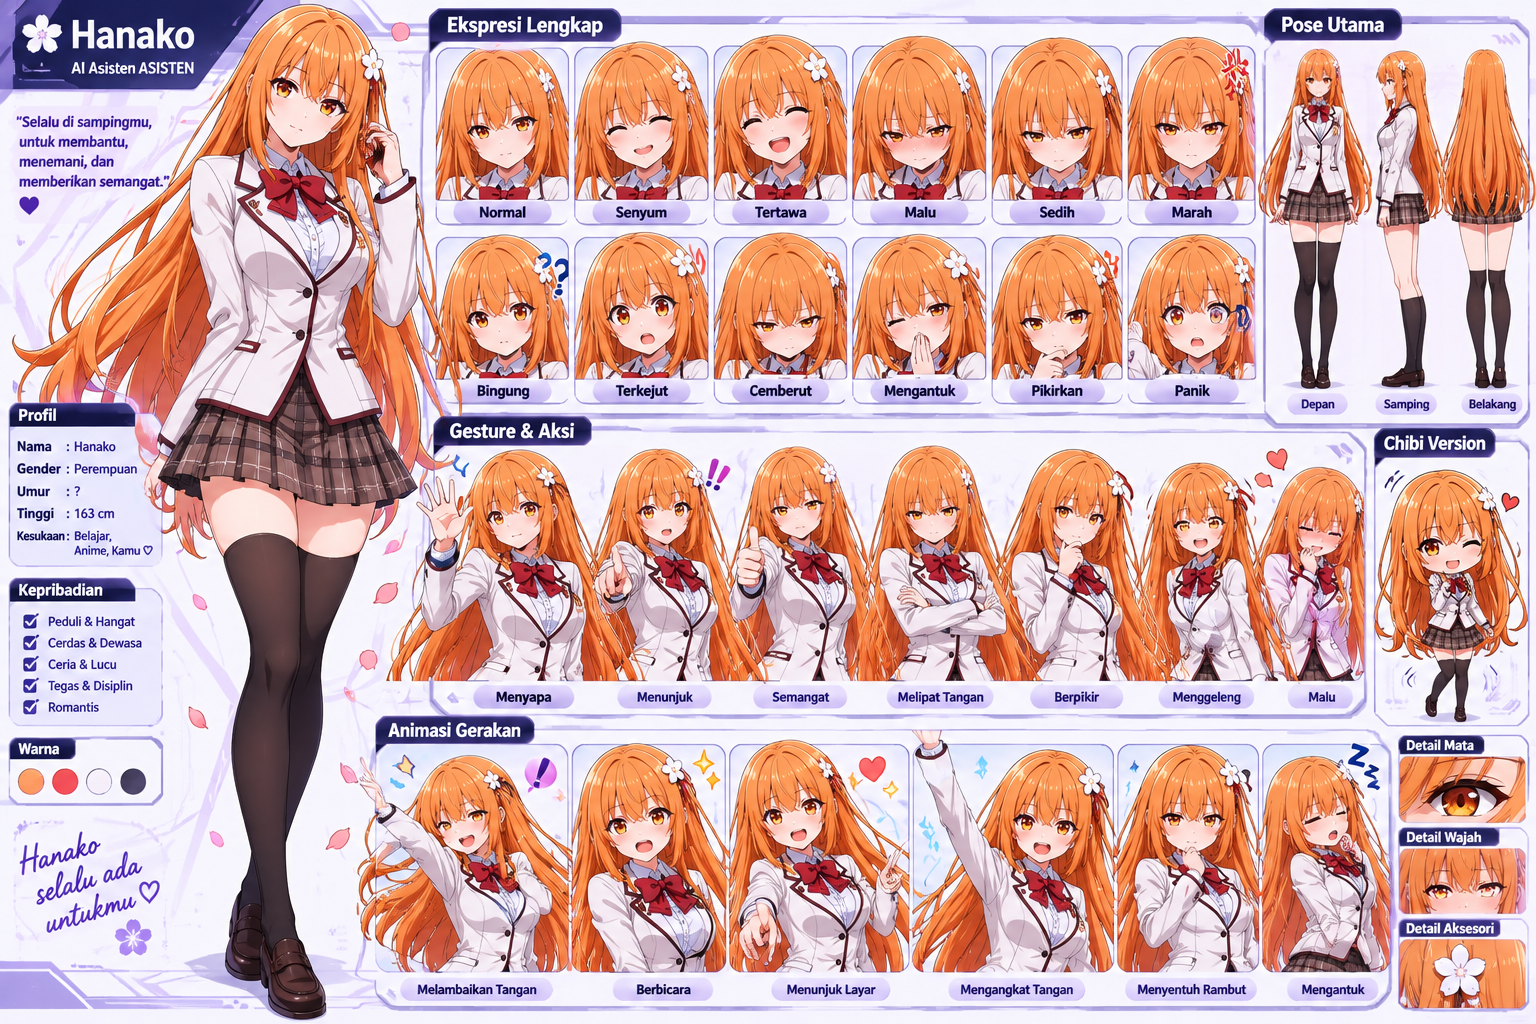 Hanako
AI Asisten ASISTEN
"Selalu di sampingmu,
untuk membantu,
menemani, dan
memberikan semangat."
Profil
Nama : Hanako
Gender : Perempuan
Umur : ?
Tinggi : 163 cm
Kesukaan : Belajar,
Anime, Kamu ♡
Kepribadian
Peduli & Hangat
Cerdas & Dewasa
Ceria & Lucu
Tegas & Disiplin
Romantis
Warna
Hanako
selalu ada
untukmu ♡
Ekspresi Lengkap
Normal
Senyum
Tertawa
Malu
Sedih
Marah
??
Bingung
Terkejut
Cemberut
Mengantuk
Pikirkan
Panik
Pose Utama
Depan
Samping
Belakang
Gesture & Aksi
!!
Menyapa
Menunjuk
Semangat
Melipat Tangan
Berpikir
Menggeleng
Malu
Chibi Version
Animasi Gerakan
!
Zzz
Melambaikan Tangan
Berbicara
Menunjuk Layar
Mengangkat Tangan
Menyentuh Rambut
Mengantuk
Detail Mata
Detail Wajah
Detail Aksesori